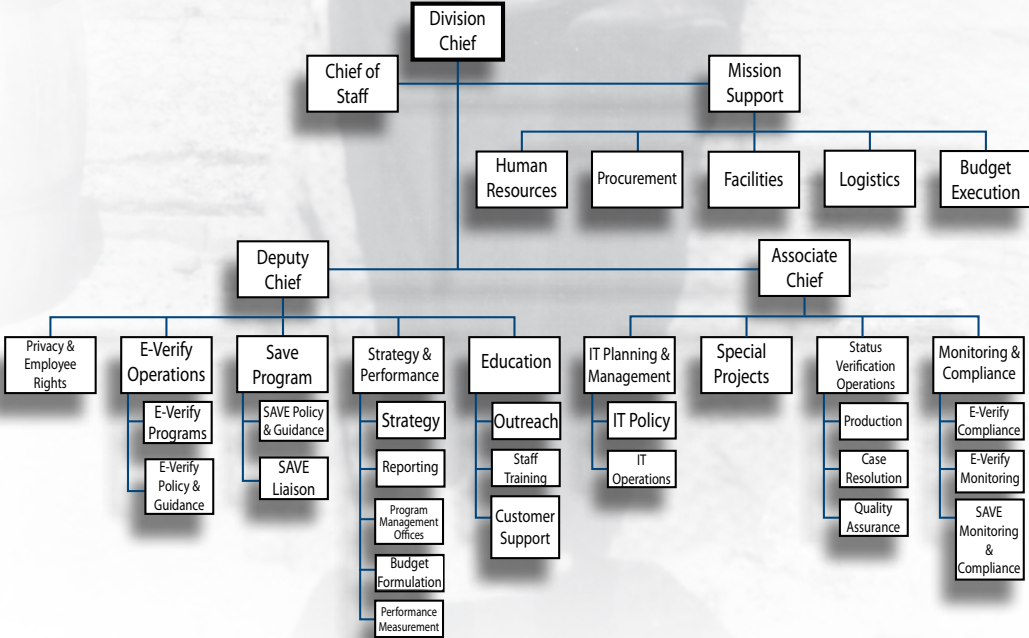 Division
Chief
Chief of
Staff
Mission
Support
Human
Resources
Procurement
Facilities
Logistics
Budget
Execution
Deputy
Chief
Associate
Chief
Privacy &
Employee
Rights
E-Verify
Operations
E-Verify
Programs
E-Verify
Policy &
Guidance
Save
Program
SAVE Policy
& Guidance
SAVE
Liaison
Strategy &
Performance
Strategy
Reporting
Program
Management
Offices
Budget
Formulation
Performance
Measurement
Education
Outreach
Staff
Training
Customer
Support
IT Planning &
Management
IT Policy
IT
Operations
Special
Projects
Status
Verification
Operations
Production
Case
Resolution
Quality
Assurance
Monitoring &
Compliance
E-Verify
Compliance
E-Verify
Monitoring
SAVE
Monitoring
&
Compliance